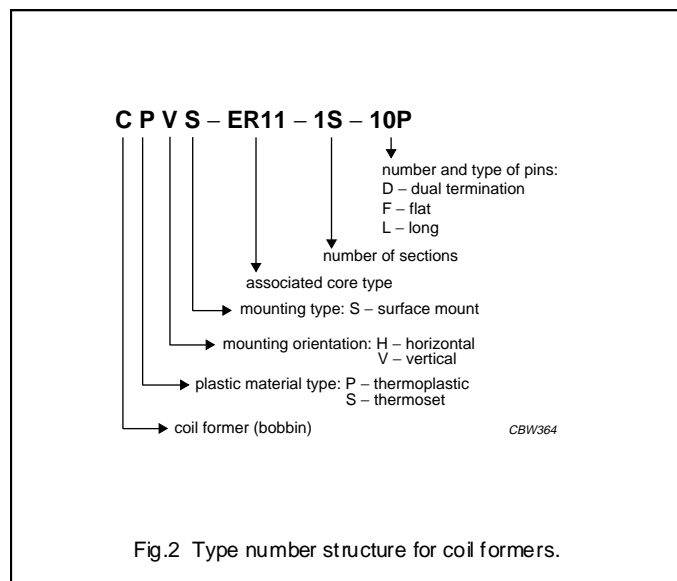 C P V S – ER11 – 1S – 10P
number and type of pins:
D – dual termination
F – flat
L – long
number of sections
associated core type
mounting type: S – surface mount
mounting orientation: H – horizontal
V – vertical
plastic material type: P – thermoplastic
S – thermoset
coil former (bobbin)
CBW364
Fig.2 Type number structure for coil formers.